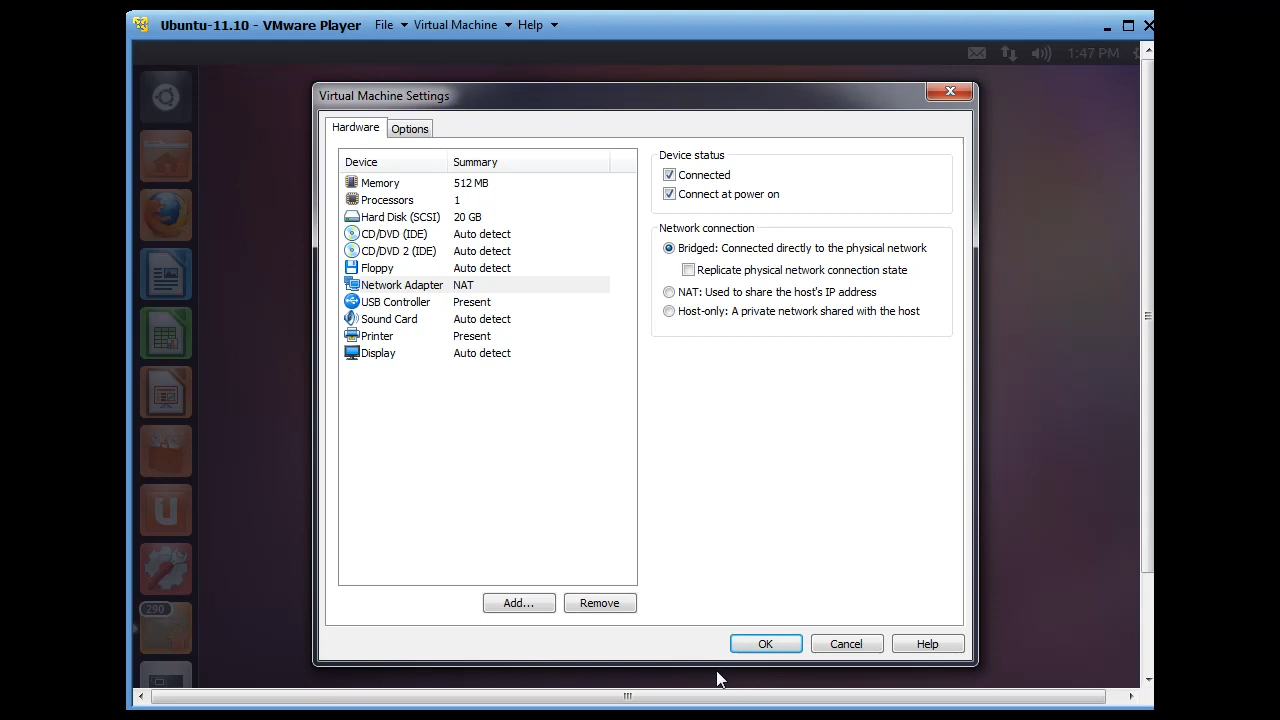 Ubuntu-11.10 - VMware Player File Virtual Machine Help
1:47 PM
Virtual Machine Settings
Hardware Options
Device Summary
Memory 512 MB
Processors 1
Hard Disk (SCSI) 20 GB
CD/DVD (IDE) Auto detect
CD/DVD 2 (IDE) Auto detect
Floppy Auto detect
Network Adapter NAT
USB Controller Present
Sound Card Auto detect
Printer Present
Display Auto detect
Add... Remove
Device status
Connected
Connect at power on
Network connection
Bridged: Connected directly to the physical network
Replicate physical network connection state
NAT: Used to share the host's IP address
Host-only: A private network shared with the host
OK Cancel Help
U
290